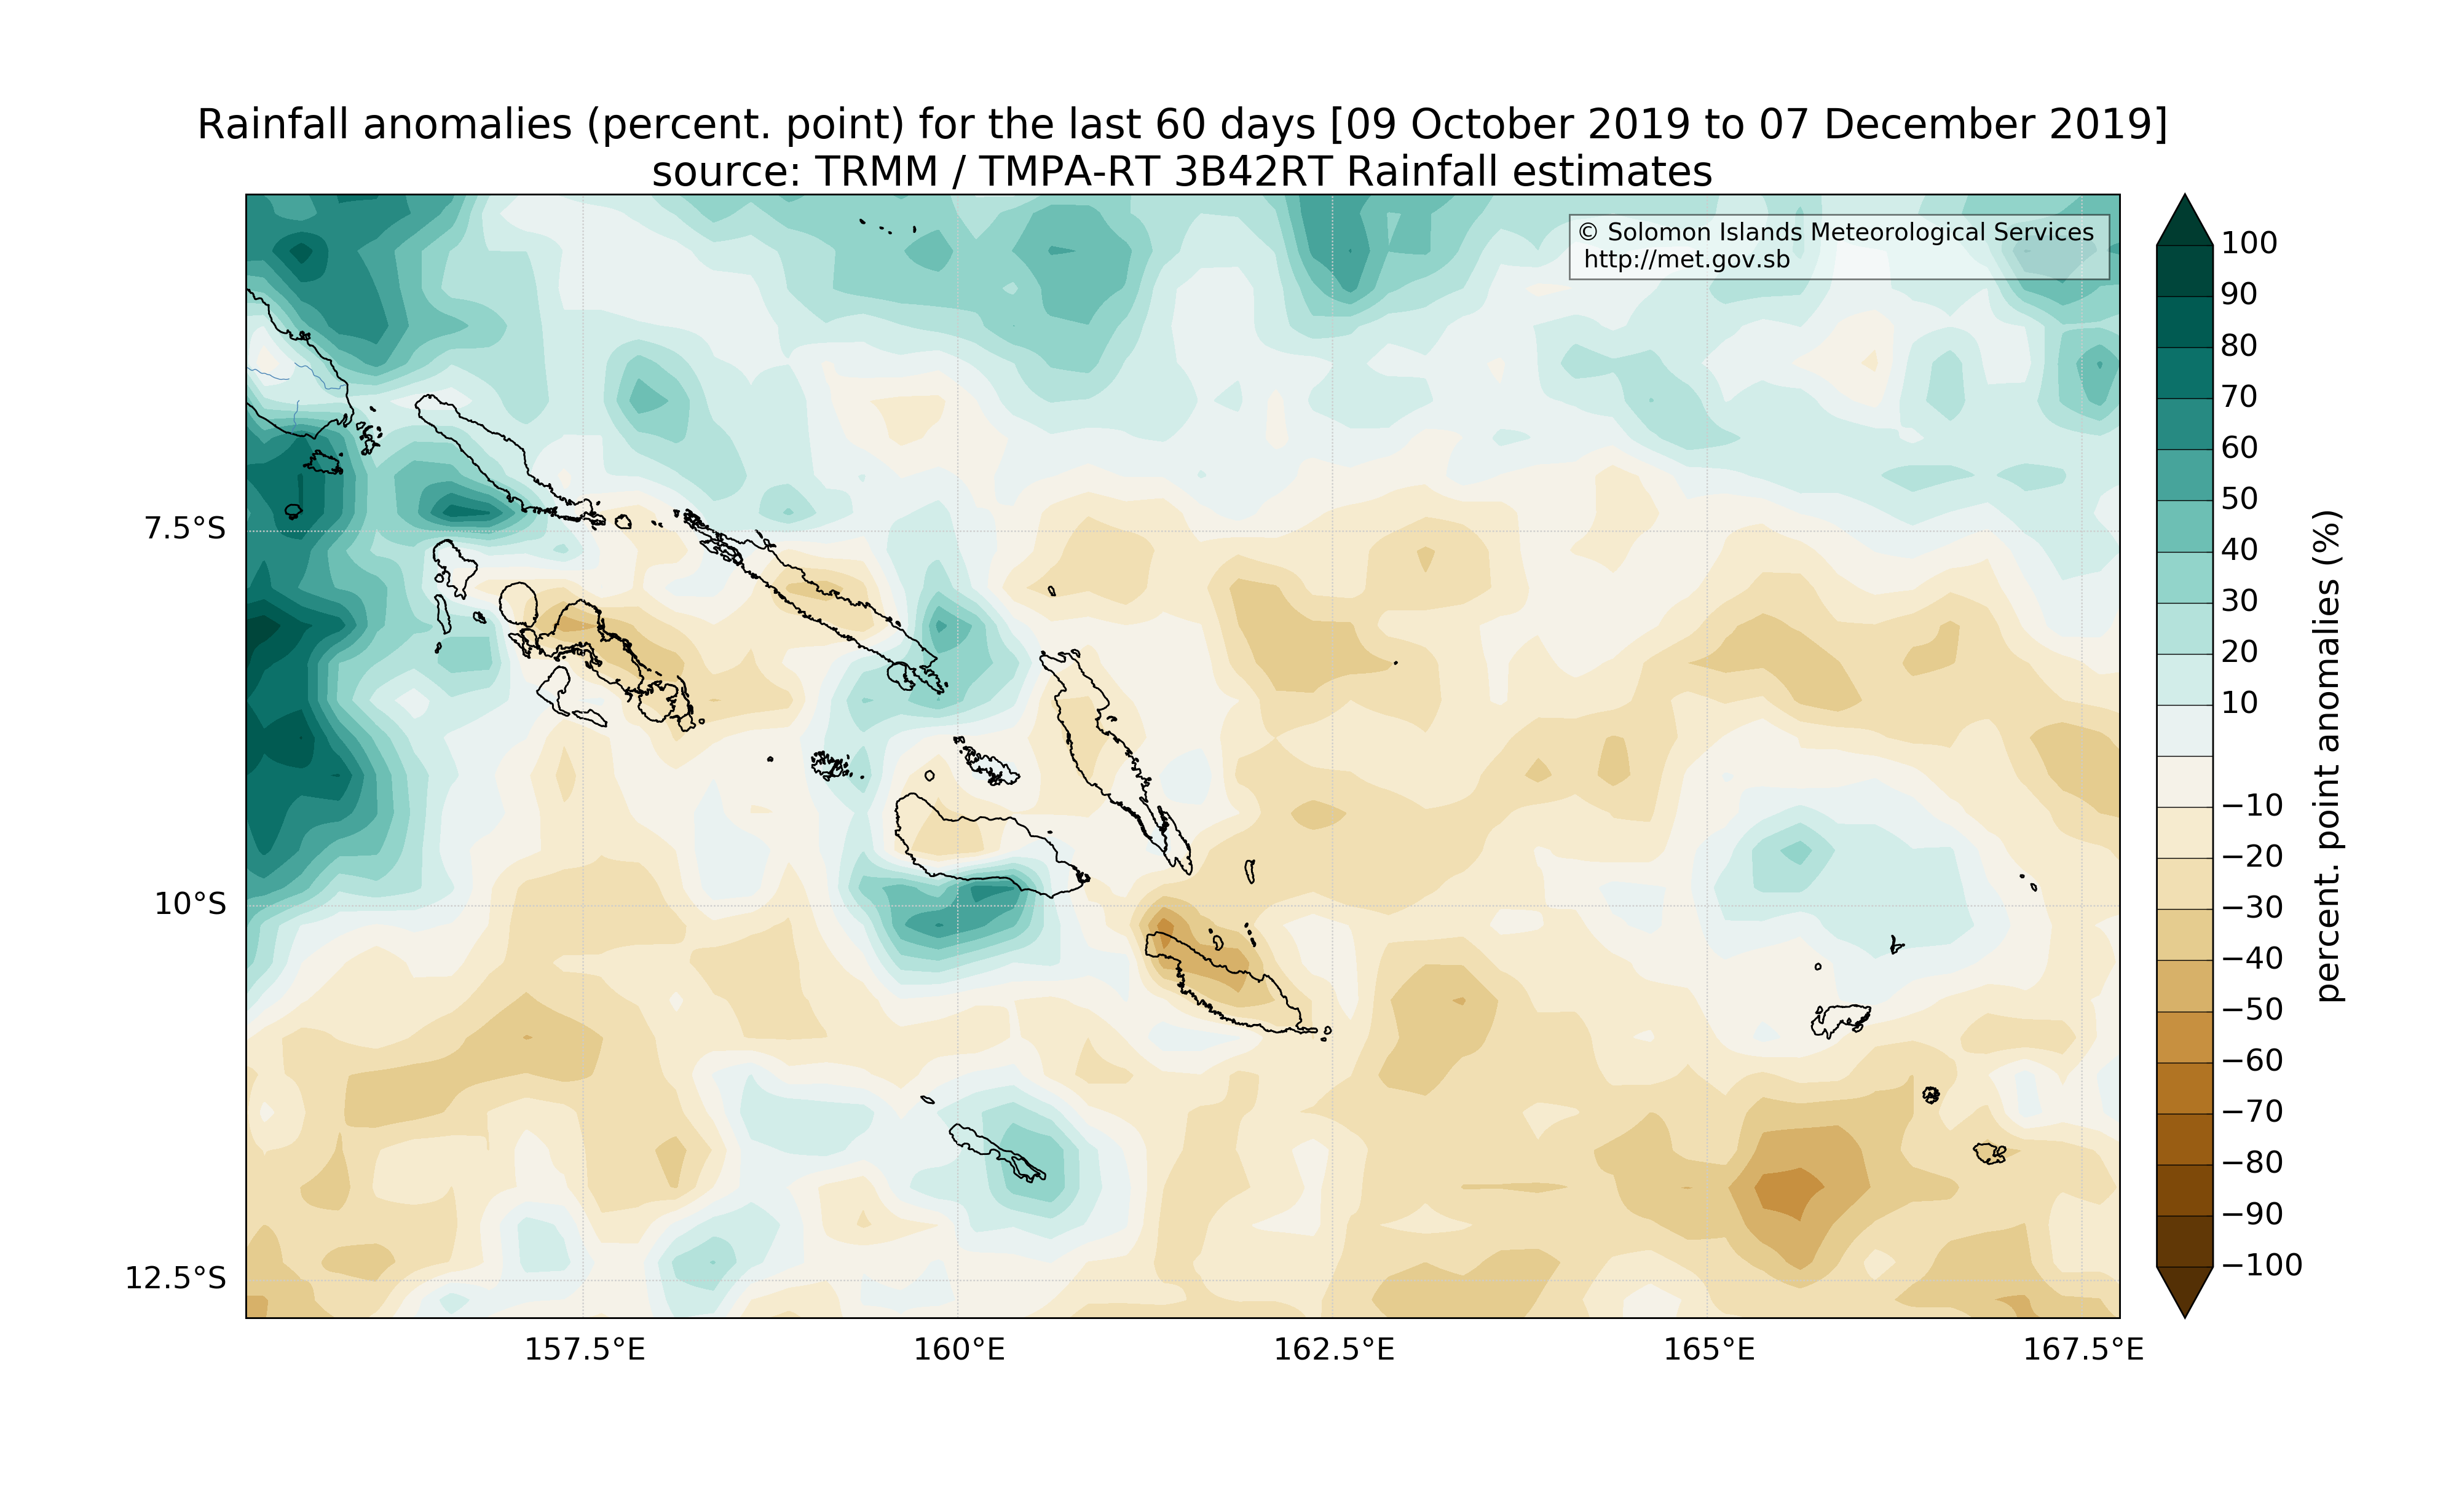 Rainfall anomalies (percent. point) for the last 60 days [09 October 2019 to 07 December 2019]
source: TRMM / TMPA-RT 3B42RT Rainfall estimates
© Solomon Islands Meteorological Services
http://met.gov.sb
7.5°S
10°S
12.5°S
157.5°E
160°E
162.5°E
165°E
167.5°E
100
90
80
70
60
50
40
30
20
10
−10
−20
−30
−40
−50
−60
−70
−80
−90
−100
percent. point anomalies (%)